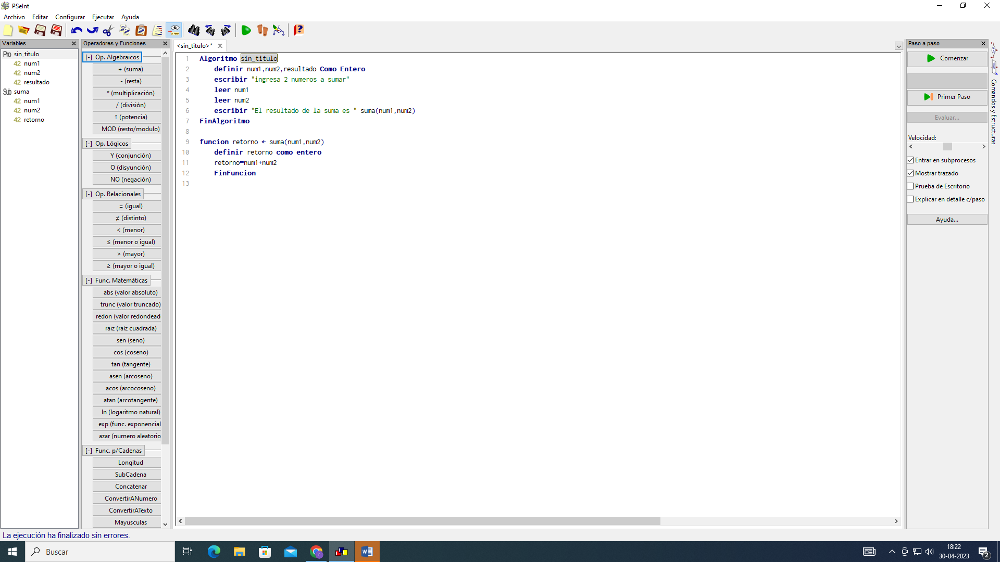 PSeInt
Archivo Editar Configurar Ejecutar Ayuda
Variables
Pro sin_titulo
42 num1
42 num2
42 resultado
Sub suma
42 num1
42 num2
42 retorno
Operadores y Funciones
[-] Op. Algebraicos
+ (suma)
- (resta)
* (multiplicación)
/ (división)
↑ (potencia)
MOD (resto/modulo)
[-] Op. Lógicos
Y (conjunción)
O (disyunción)
NO (negación)
[-] Op. Relacionales
= (igual)
≠ (distinto)
< (menor)
≤ (menor o igual)
> (mayor)
≥ (mayor o igual)
[-] Func. Matemáticas
abs (valor absoluto)
trunc (valor truncado)
redon (valor redondead
raiz (raíz cuadrada)
sen (seno)
cos (coseno)
tan (tangente)
asen (arcoseno)
acos (arcocoseno)
atan (arcotangente)
ln (logaritmo natural)
exp (func. exponencial
azar (numero aleatorio
[-] Func. p/Cadenas
Longitud
SubCadena
Concatenar
ConvertirANumero
ConvertirATexto
Mayusculas
<sin_titulo>*
1 Algoritmo sin_titulo
2 definir num1,num2,resultado Como Entero
3 escribir "ingresa 2 numeros a sumar"
4 leer num1
5 leer num2
6 escribir "El resultado de la suma es " suma(num1,num2)
7 FinAlgoritmo
8
9 funcion retorno ← suma(num1,num2)
10 definir retorno como entero
11 retorno=num1+num2
12 FinFuncion
13
Paso a paso
Comenzar
Primer Paso
Evaluar...
Velocidad:
Entrar en subprocesos
Mostrar trazado
Prueba de Escritorio
Explicar en detalle c/paso
Ayuda...
Comandos y Estructuras
La ejecución ha finalizado sin errores.
Buscar
18:22
30-04-2023
2